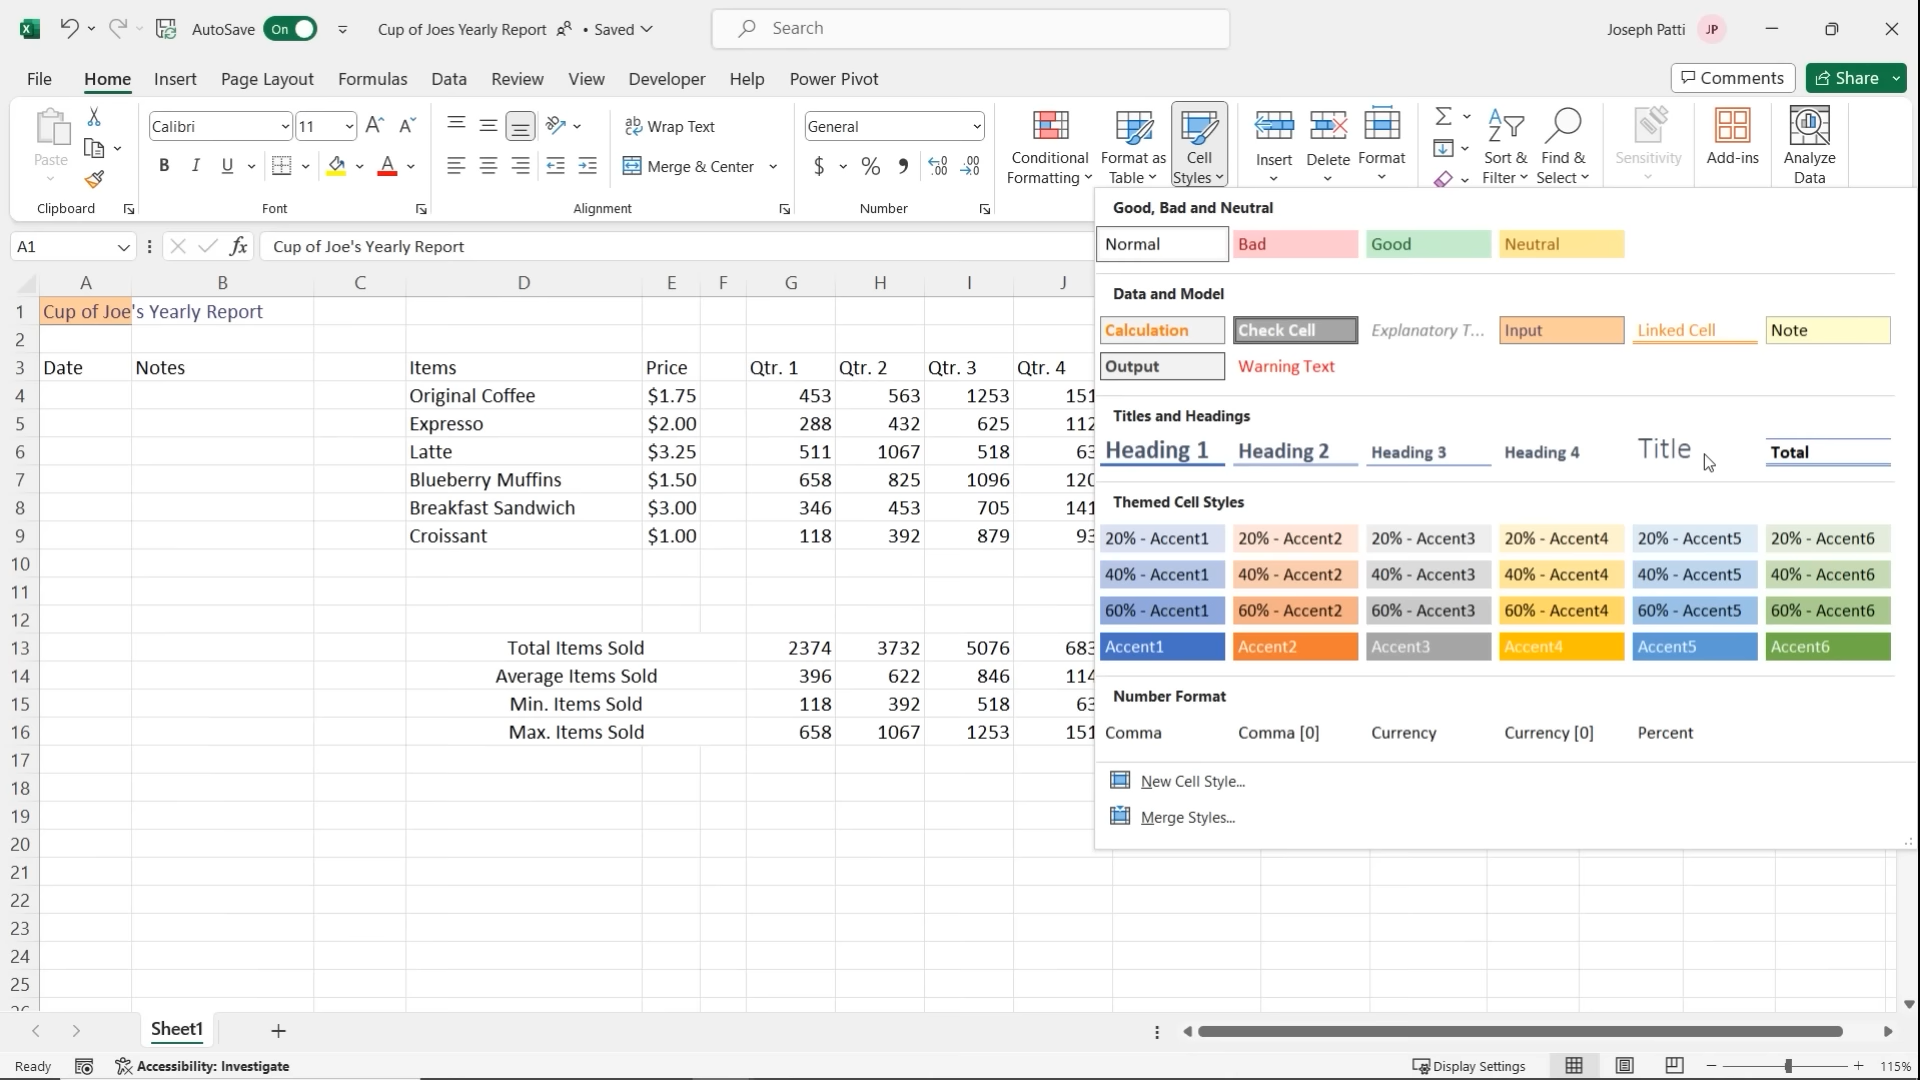 AutoSave On Cup of Joes Yearly Report • Saved Search Joseph Patti JP
File Home Insert Page Layout Formulas Data Review View Developer Help Power Pivot Comments Share
Paste
Clipboard
Calibri 11
B I U A
Font
Wrap Text
Merge & Center
Alignment
General
$ % 9
Number
Conditional Formatting
Format as Table
Cell Styles
Insert
Delete
Format
Sort & Filter
Find & Select
Sensitivity
Add-ins
Analyze Data
A1 fx Cup of Joe's Yearly Report
A B C D E F G H I J
1 Cup of Joe's Yearly Report
2
3 Date Notes Items Price Qtr. 1 Qtr. 2 Qtr. 3 Qtr. 4
4 Original Coffee $1.75 453 563 1253 151
5 Expresso $2.00 288 432 625 112
6 Latte $3.25 511 1067 518 63
7 Blueberry Muffins $1.50 658 825 1096 120
8 Breakfast Sandwich $3.00 346 453 705 141
9 Croissant $1.00 118 392 879 93
10
11
12
13 Total Items Sold 2374 3732 5076 683
14 Average Items Sold 396 622 846 114
15 Min. Items Sold 118 392 518 63
16 Max. Items Sold 658 1067 1253 151
17
18
19
20
21
22
23
24
25
Good, Bad and Neutral
Normal Bad Good Neutral
Data and Model
Calculation Check Cell Explanatory T... Input Linked Cell Note
Output Warning Text
Titles and Headings
Heading 1 Heading 2 Heading 3 Heading 4 Title Total
Themed Cell Styles
20% - Accent1 20% - Accent2 20% - Accent3 20% - Accent4 20% - Accent5 20% - Accent6
40% - Accent1 40% - Accent2 40% - Accent3 40% - Accent4 40% - Accent5 40% - Accent6
60% - Accent1 60% - Accent2 60% - Accent3 60% - Accent4 60% - Accent5 60% - Accent6
Accent1 Accent2 Accent3 Accent4 Accent5 Accent6
Number Format
Comma Comma [0] Currency Currency [0] Percent
New Cell Style...
Merge Styles...
Sheet1
Ready Accessibility: Investigate Display Settings 115%